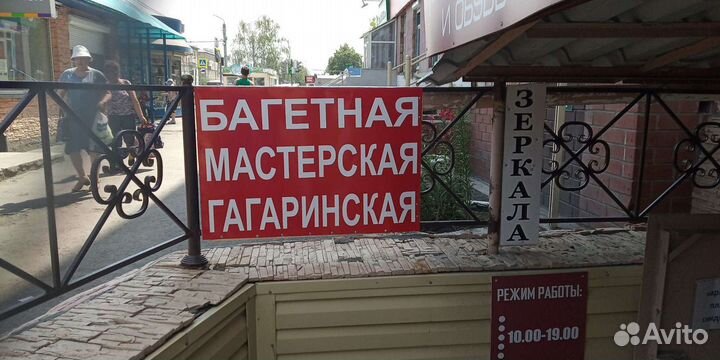 И ОБУВЬ
БАГЕТНАЯ
МАСТЕРСКАЯ
ГАГАРИНСКАЯ
ЗЕРКАЛА
РЕЖИМ РАБОТЫ:
10.00-19.00
Avito